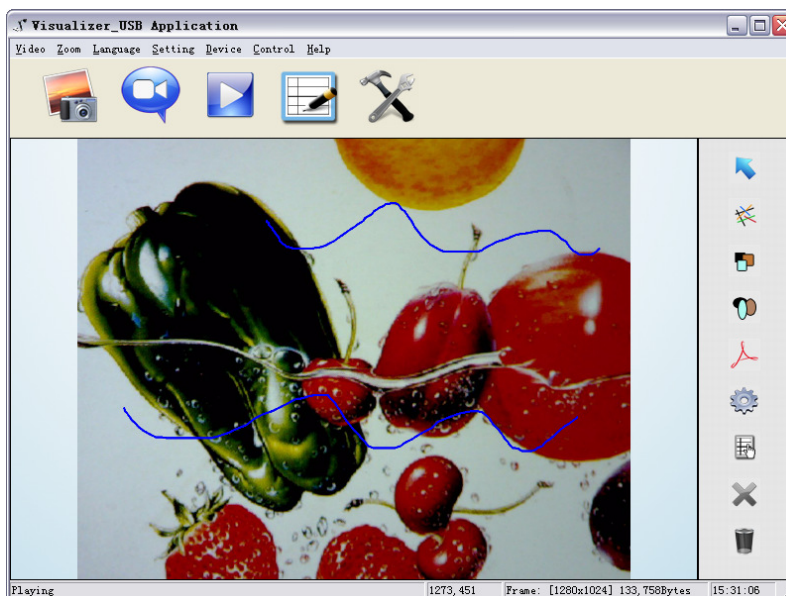 Visualizer_USB Application
Video Zoom Language Setting Device Control Help
Playing 1273,451 Frame: [1280x1024] 133,758Bytes 15:31:06